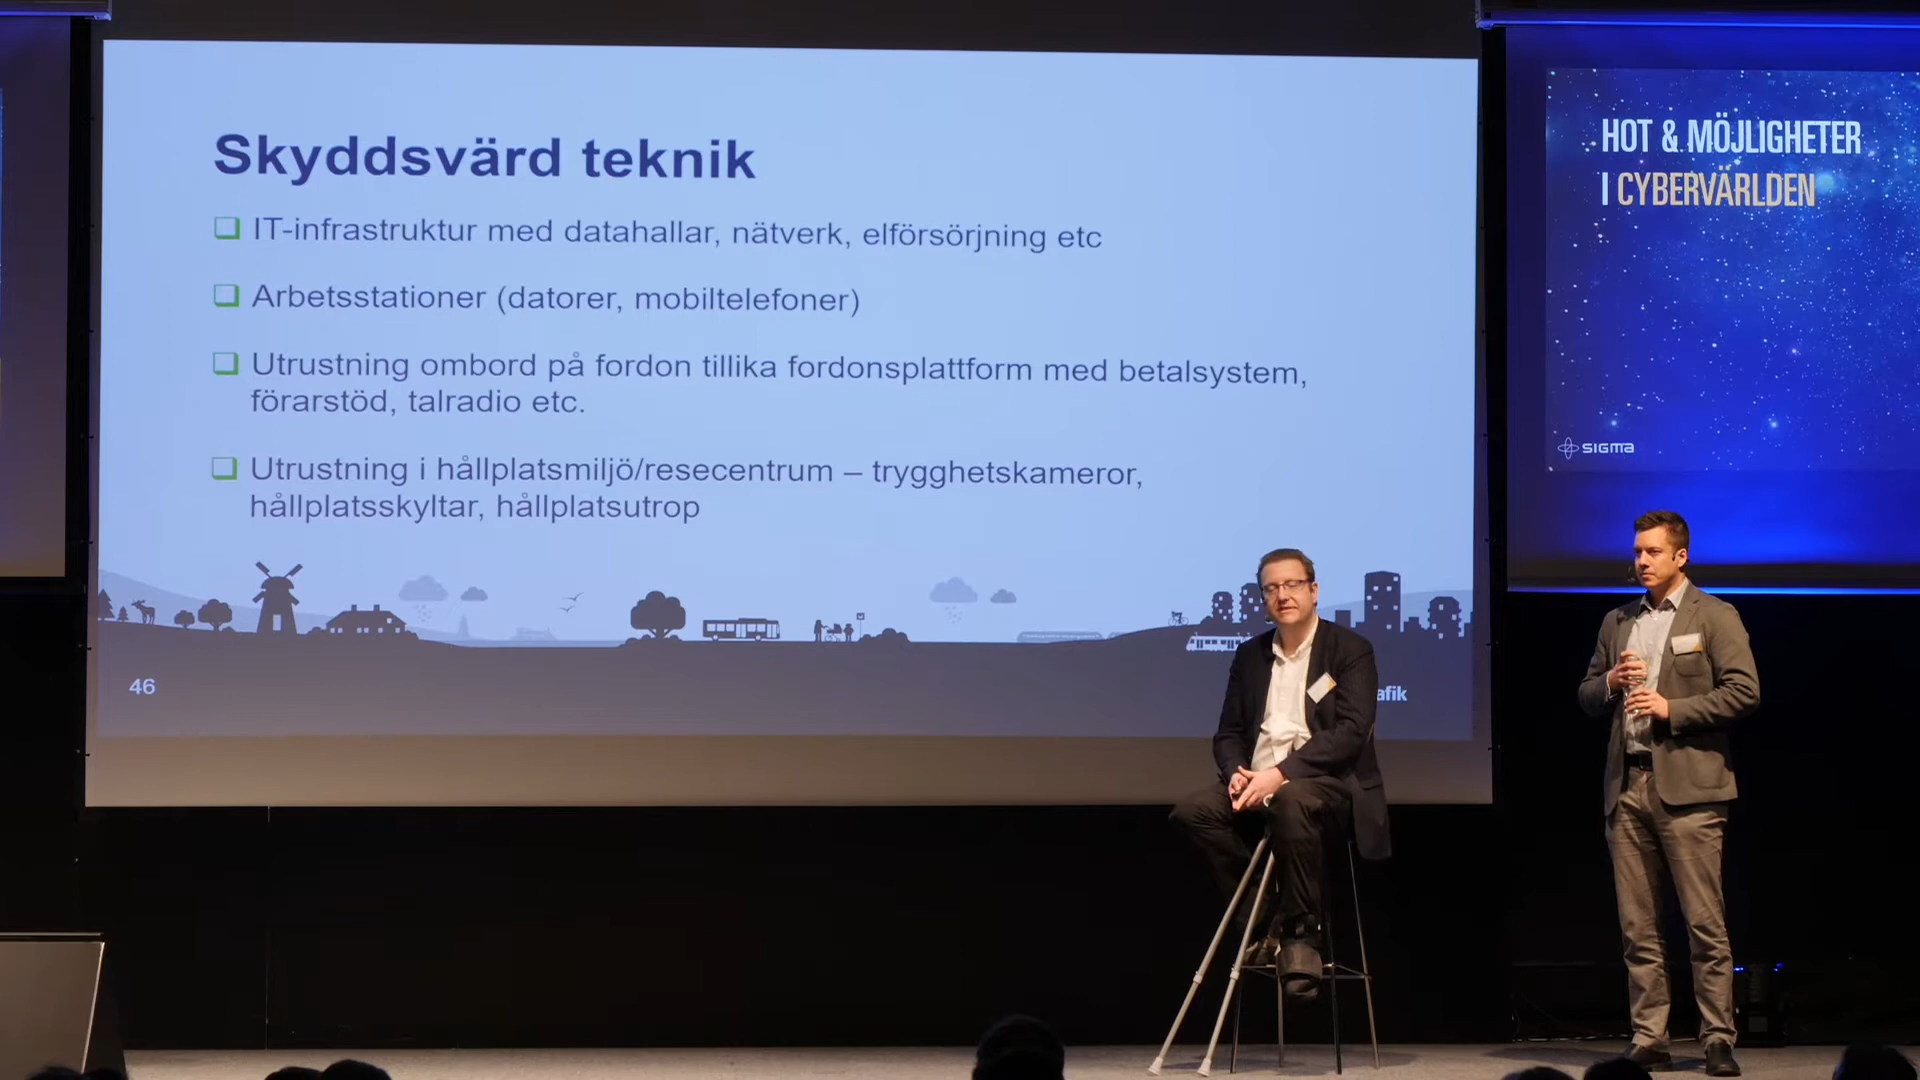 Skyddsvärd teknik
IT-infrastruktur med datahallar, nätverk, elförsörjning etc
Arbetsstationer (datorer, mobiltelefoner)
Utrustning ombord på fordon tillika fordonsplattform med betalsystem,
förarstöd, talradio etc.
Utrustning i hållplatsmiljö/resecentrum – trygghetskameror,
hållplatsskyltar, hållplatsutrop
46
afik
HOT & MÖJLIGHETER
I CYBERVÄRLDEN
SIGMA